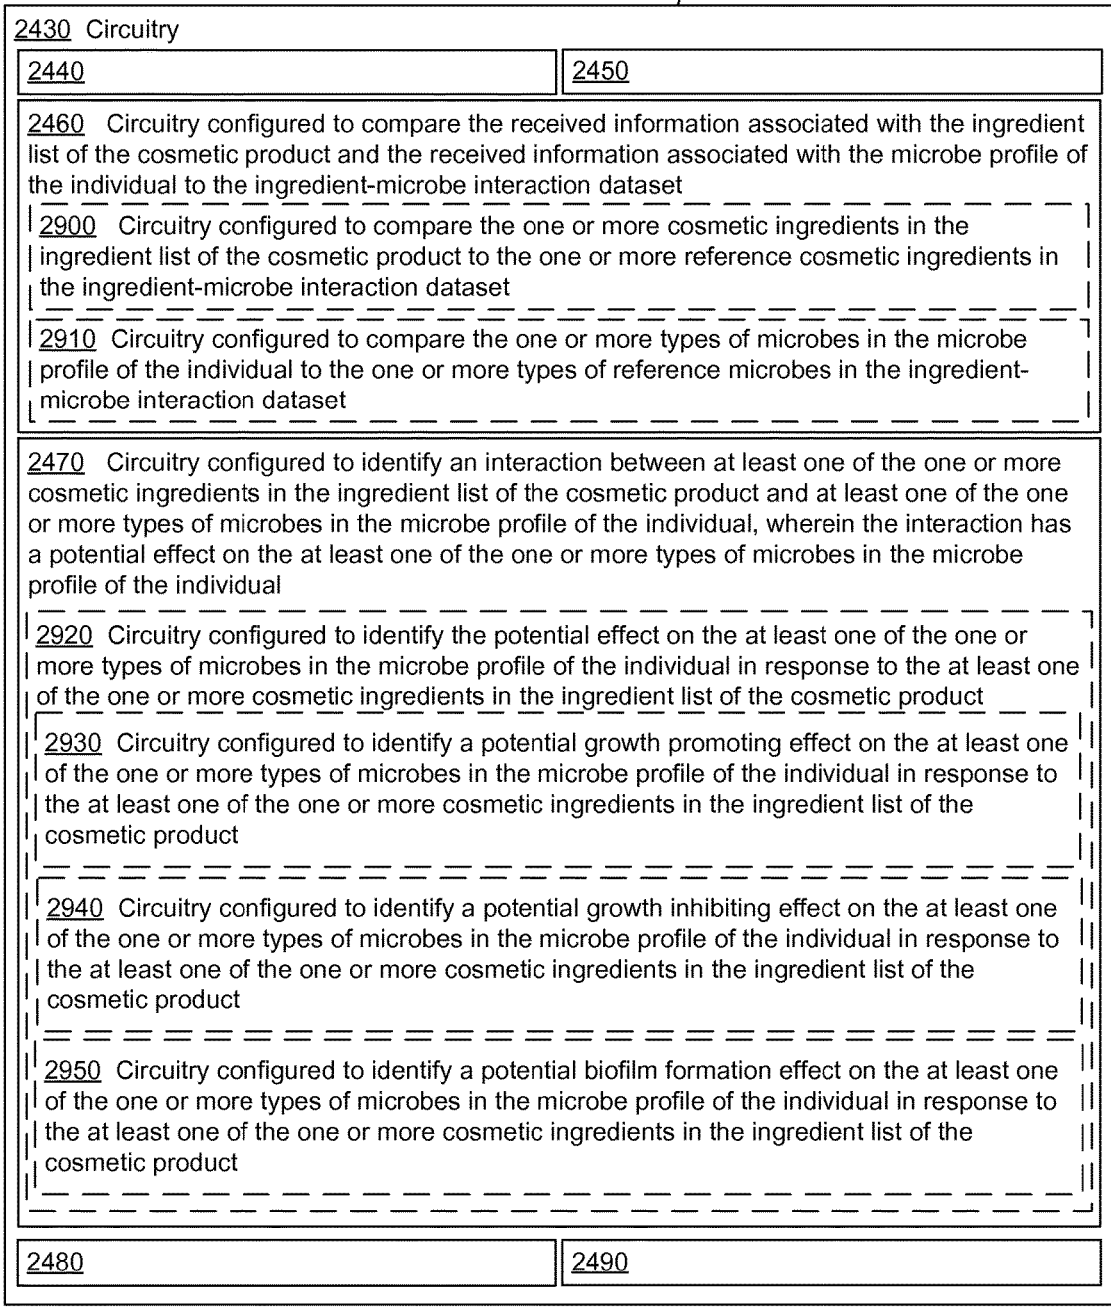 2430 Circuitry
2440
2450
2460 Circuitry configured to compare the received information associated with the ingredient
list of the cosmetic product and the received information associated with the microbe profile of
the individual to the ingredient-microbe interaction dataset
2900 Circuitry configured to compare the one or more cosmetic ingredients in the
ingredient list of the cosmetic product to the one or more reference cosmetic ingredients in
the ingredient-microbe interaction dataset
2910 Circuitry configured to compare the one or more types of microbes in the microbe
profile of the individual to the one or more types of reference microbes in the ingredient-
microbe interaction dataset
2470 Circuitry configured to identify an interaction between at least one of the one or more
cosmetic ingredients in the ingredient list of the cosmetic product and at least one of the one
or more types of microbes in the microbe profile of the individual, wherein the interaction has
a potential effect on the at least one of the one or more types of microbes in the microbe
profile of the individual
2920 Circuitry configured to identify the potential effect on the at least one of the one or
more types of microbes in the microbe profile of the individual in response to the at least one
of the one or more cosmetic ingredients in the ingredient list of the cosmetic product
2930 Circuitry configured to identify a potential growth promoting effect on the at least one
of the one or more types of microbes in the microbe profile of the individual in response to
the at least one of the one or more cosmetic ingredients in the ingredient list of the
cosmetic product
2940 Circuitry configured to identify a potential growth inhibiting effect on the at least one
of the one or more types of microbes in the microbe profile of the individual in response to
the at least one of the one or more cosmetic ingredients in the ingredient list of the
cosmetic product
2950 Circuitry configured to identify a potential biofilm formation effect on the at least one
of the one or more types of microbes in the microbe profile of the individual in response to
the at least one of the one or more cosmetic ingredients in the ingredient list of the
cosmetic product
2480
2490